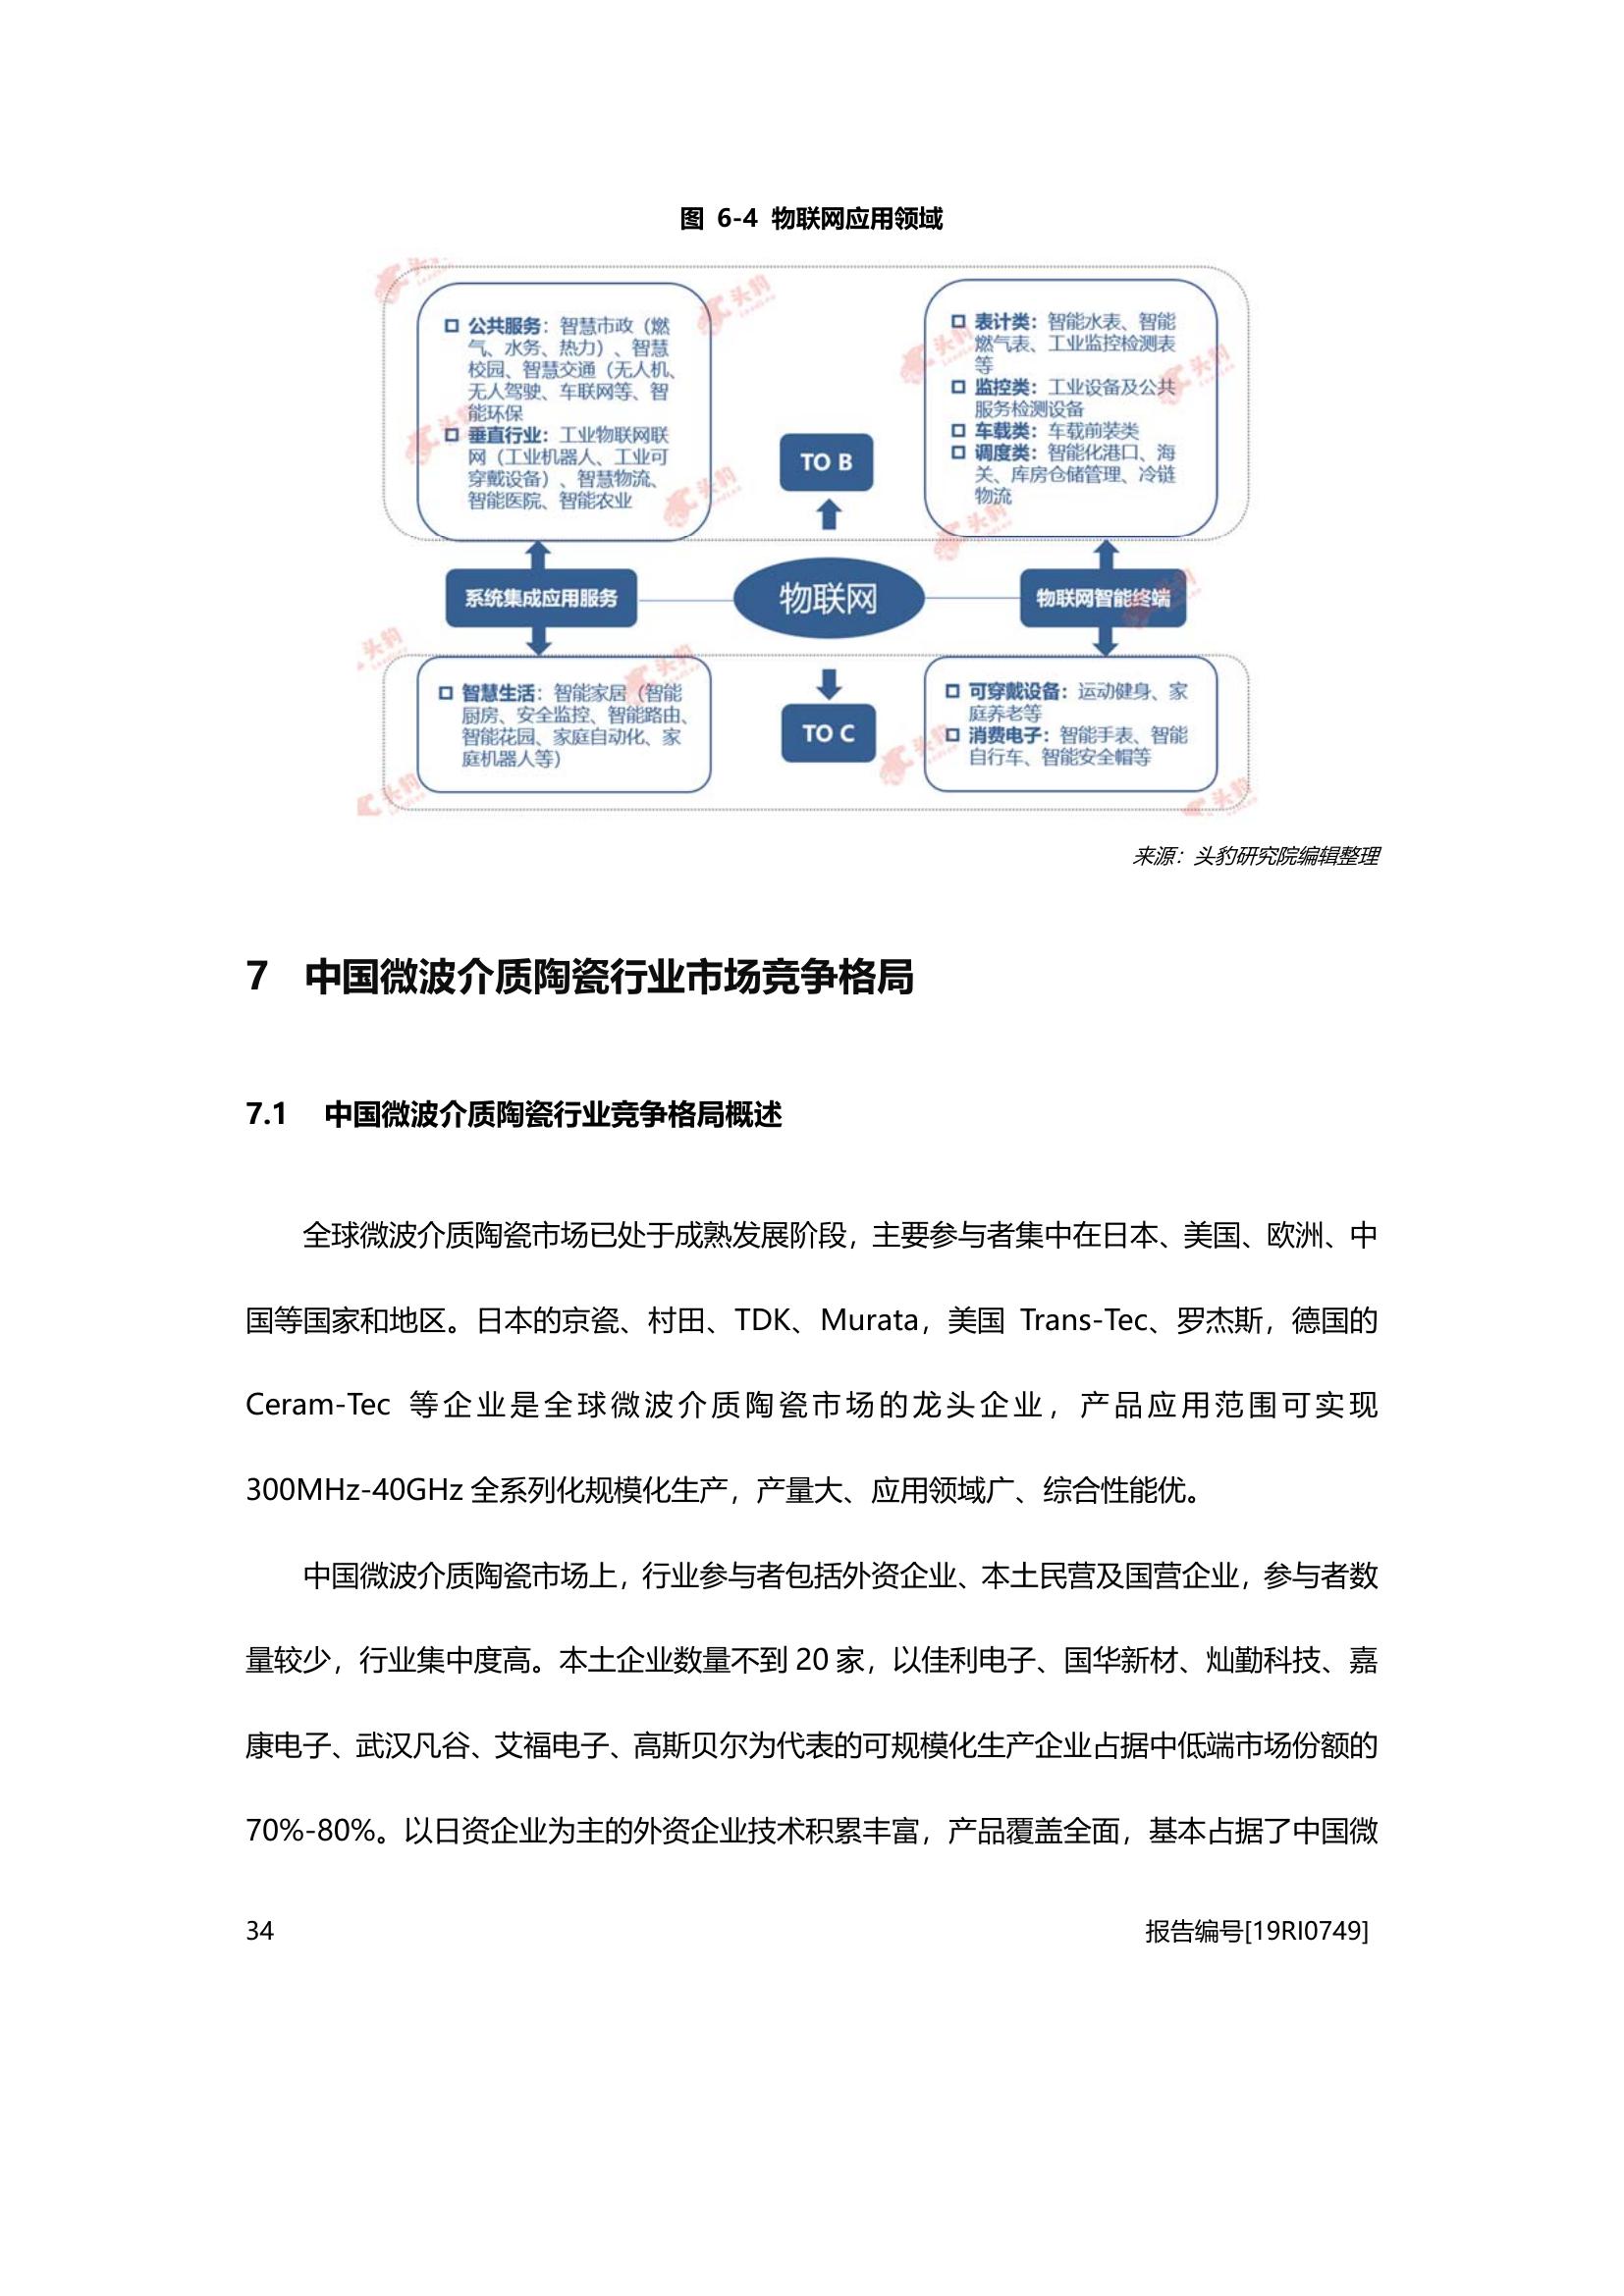 图 6-4 物联网应用领域
公共服务：智慧市政（燃
气、水务、热力）、智慧
校园、智慧交通（无人机、
无人驾驶、车联网等、智
能环保
垂直行业：工业物联网联
网（工业机器人、工业可
穿戴设备）、智慧物流、
智能医院、智能农业
TO B
表计类：智能水表、智能
燃气表、工业监控检测表
等
监控类：工业设备及公共
服务检测设备
车载类：车载前装类
调度类：智能化港口、海
关、库房仓储管理、冷链
物流
系统集成应用服务
物联网
物联网智能终端
智慧生活：智能家居（智能
厨房、安全监控、智能路由、
智能花园、家庭自动化、家
庭机器人等）
TO C
可穿戴设备：运动健身、家
庭养老等
消费电子：智能手表、智能
自行车、智能安全帽等
头豹
来源：头豹研究院编辑整理
7 中国微波介质陶瓷行业市场竞争格局
7.1 中国微波介质陶瓷行业竞争格局概述
全球微波介质陶瓷市场已处于成熟发展阶段，主要参与者集中在日本、美国、欧洲、中
国等国家和地区。日本的京瓷、村田、TDK、Murata，美国 Trans-Tec、罗杰斯，德国的
Ceram-Tec 等企业是全球微波介质陶瓷市场的龙头企业，产品应用范围可实现
300MHz-40GHz 全系列化规模化生产，产量大、应用领域广、综合性能优。
中国微波介质陶瓷市场上，行业参与者包括外资企业、本土民营及国营企业，参与者数
量较少，行业集中度高。本土企业数量不到 20 家，以佳利电子、国华新材、灿勤科技、嘉
康电子、武汉凡谷、艾福电子、高斯贝尔为代表的可规模化生产企业占据中低端市场份额的
70%-80%。以日资企业为主的外资企业技术积累丰富，产品覆盖全面，基本占据了中国微
34
报告编号[19RI0749]